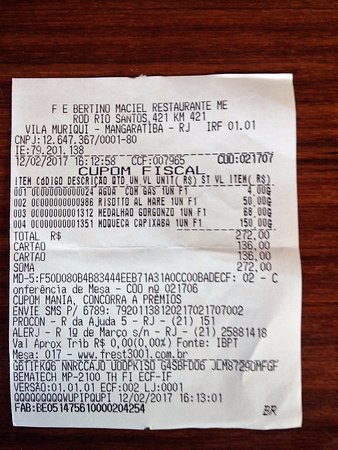 F E BERTINO MACIEL RESTAURANTE ME
ROD RIO SANTOS,421 KM 421
VILA MURIQUI - MANGARATIBA - RJ IRF 01.01
CNPJ:12.647.367/0001-80
IE:79.201.138
12/02/2017 16:12:58 CCF:007965 COO:021707
CUPOM FISCAL
ITEM CÓDIGO DESCRIÇÃO QTD UN VL UNIT( R$) ST VL ITEM( R$)
001 0000000000024 AGUA COM GAS 1UN F1 4,00G
002 0000000000986 RISOTTO AL MARE 1UN F1 50,00G
003 0000000001312 MEDALHAO GORGONZO 1UN F1 68,00G
004 0000000001351 MOQUECA CAPIXABA 1UN F1 150,00G
TOTAL R$ 272,00
CARTAO 136,00
CARTAO 136,00
SOMA 272,00
MD-5:F50D080B4B83444EEB71A31A0CC00BADECF: 02 - C
onferência de Mesa - COO nº 021706
CUPOM MANIA, CONCORRA A PRÊMIOS
ENVIE SMS P/ 6789: 79201138120217021707002
PROCON - R da Ajuda 5 - RJ - (21) 151
ALERJ - R 1º de Março s/n - RJ - (21) 25881418
Val Aprox Trib R$ 0,00(0,00%) Fonte: IBPT
Mesa: 017 - www.frest3001.com.br
BEMATECH MP-2100 TH FI ECF-IF
VERSÃO:01.01.01 ECF:002 LJ:0001
QQQQQQQQQWUPIPQUPI 12/02/2017 16:13:01
FAB:BE051475610000204254 BR